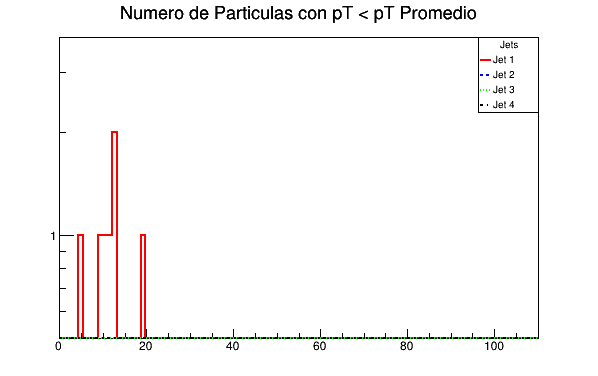 Numero de Particulas con pT < pT Promedio
Jets
Jet 1
Jet 2
Jet 3
Jet 4
1
0 20 40 60 80 100